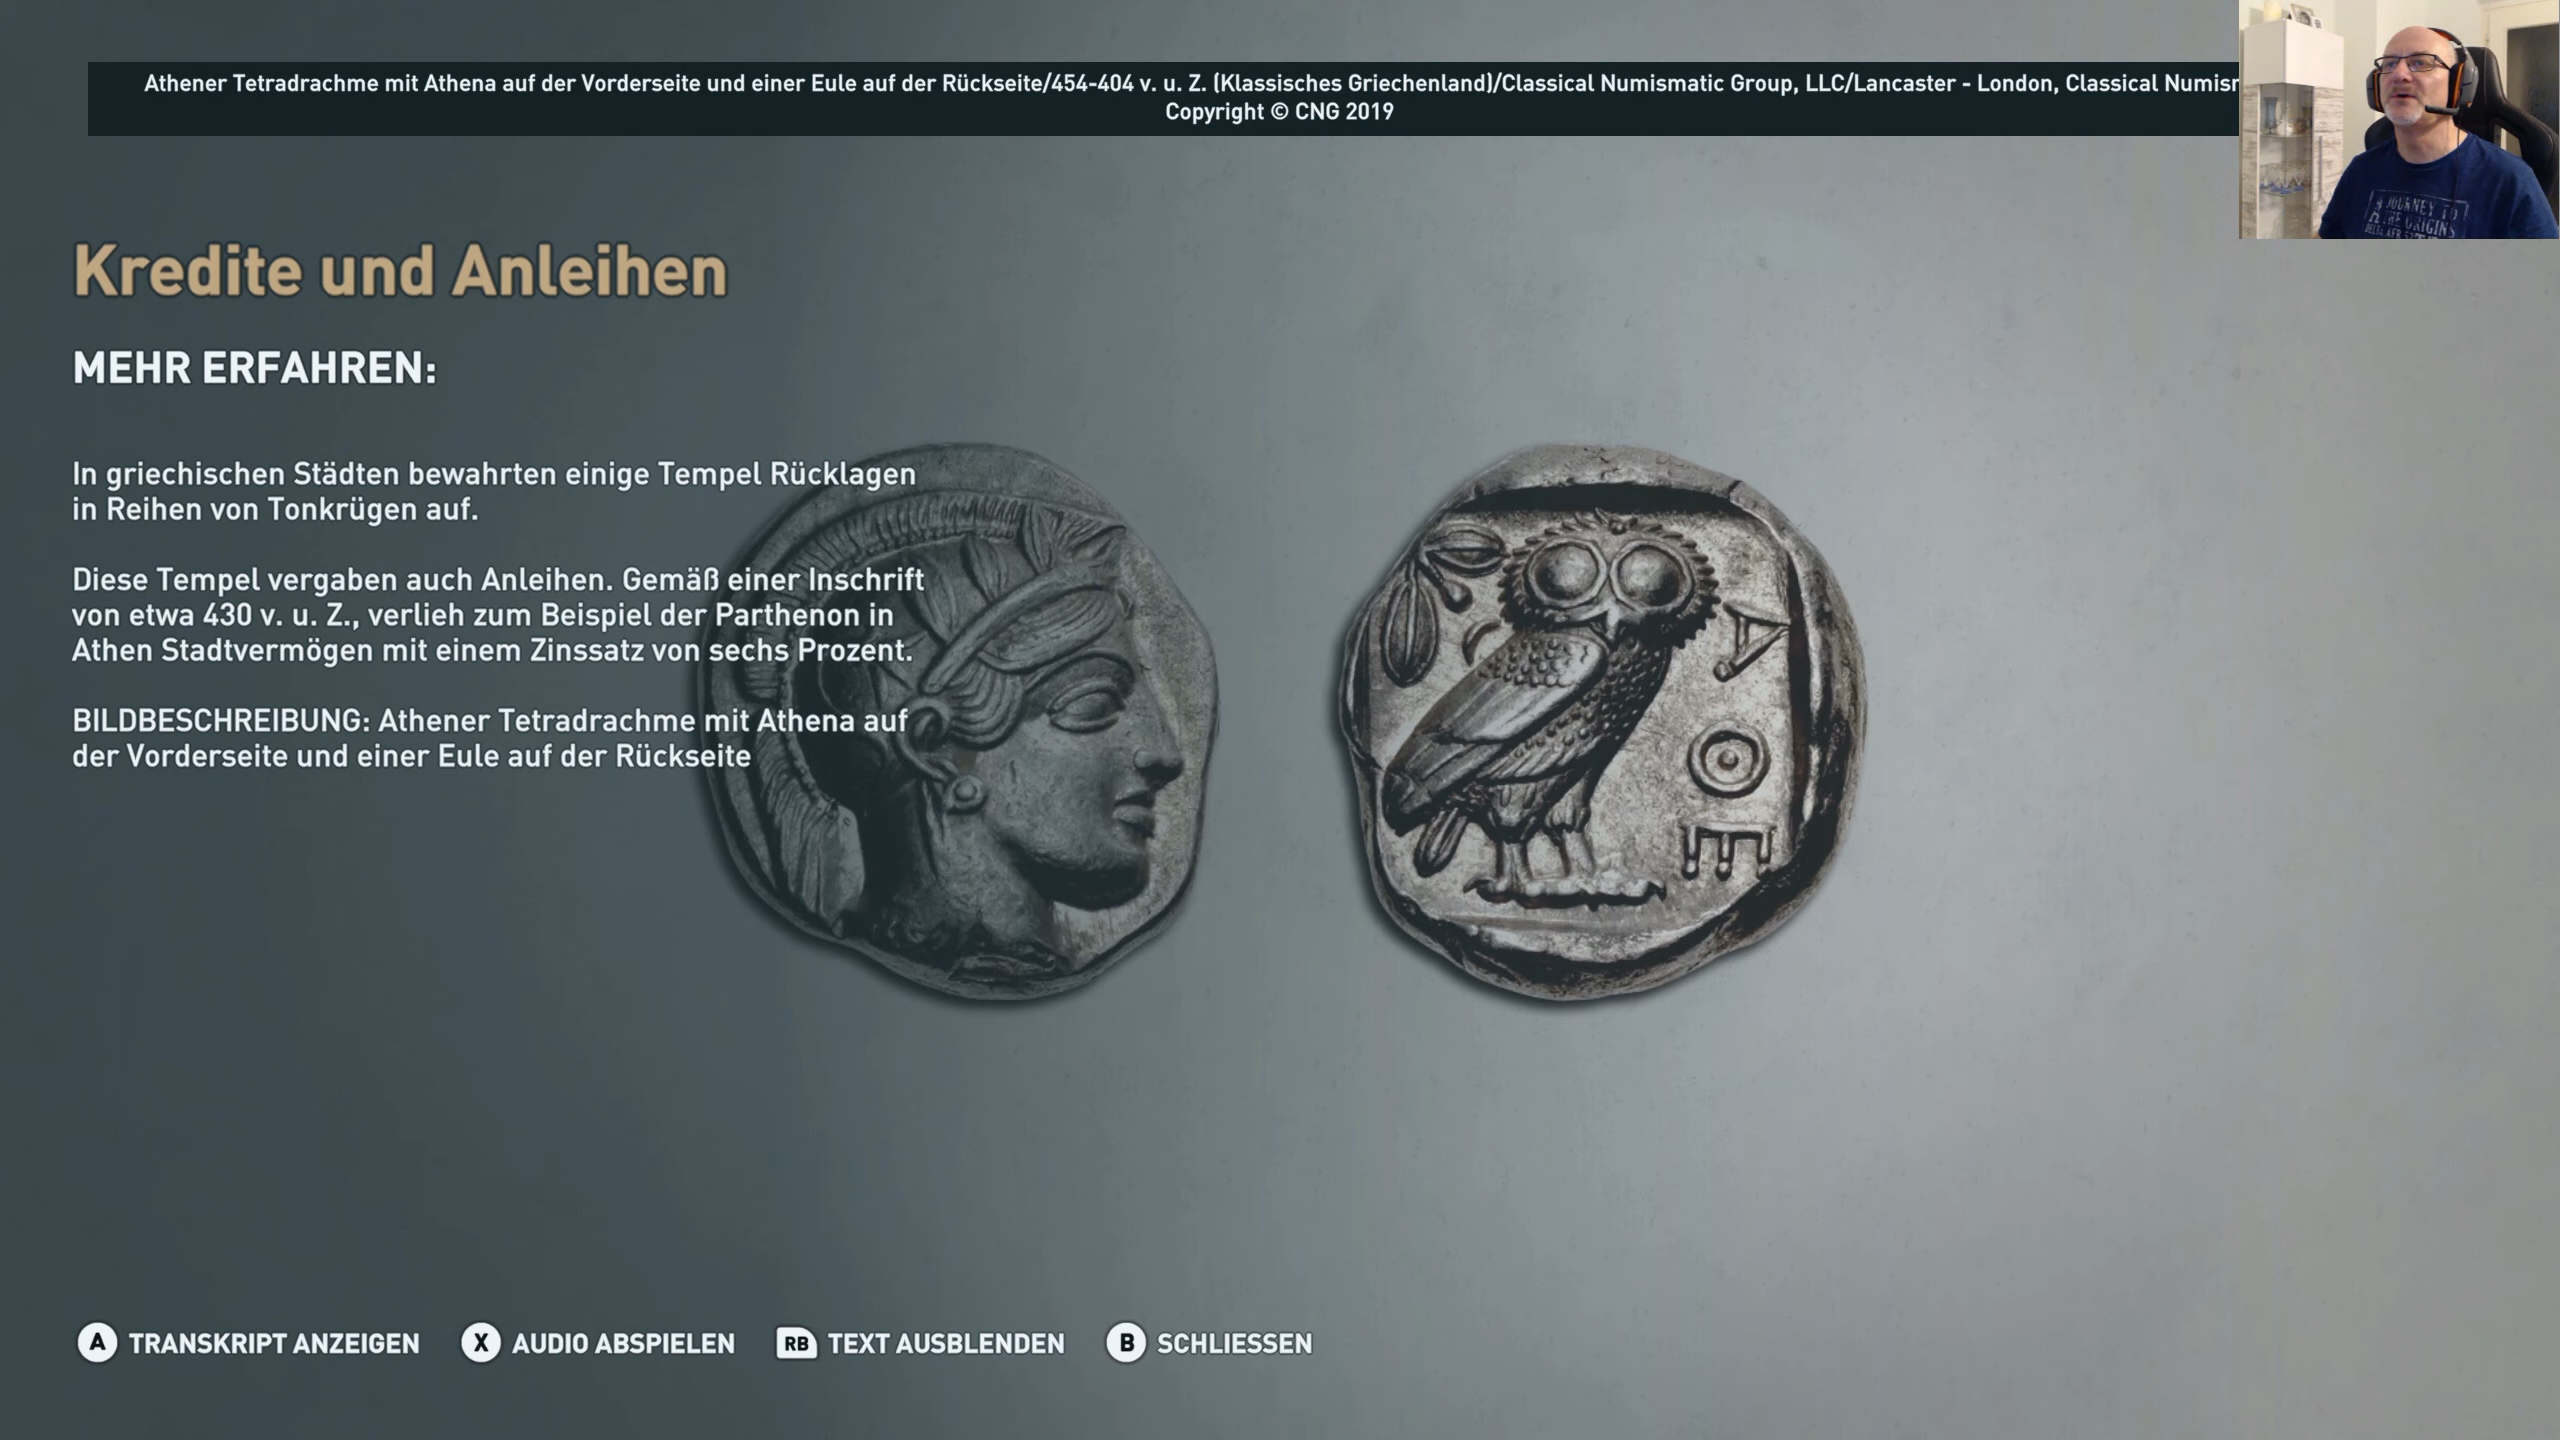 Athener Tetradrachme mit Athena auf der Vorderseite und einer Eule auf der Rückseite/454-404 v. u. Z. (Klassisches Griechenland)/Classical Numismatic Group, LLC/Lancaster - London, Classical
Copyright © CNG 2019
Kredite und Anleihen
MEHR ERFAHREN:
In griechischen Städten bewahrten einige Tempel Rücklagen
in Reihen von Tonkrügen auf.
Diese Tempel vergaben auch Anleihen. Gemäß einer Inschrift
von etwa 430 v. u. Z., verlieh zum Beispiel der Parthenon in
Athen Stadtvermögen mit einem Zinssatz von sechs Prozent.
BILDBESCHREIBUNG: Athener Tetradrachme mit Athena auf
der Vorderseite und einer Eule auf der Rückseite
ΑΘΕ
A JOURNEY TO
THE ORIGINS
A TRANSKRIPT ANZEIGEN X AUDIO ABSPIELEN RB TEXT AUSBLENDEN B SCHLIESSEN